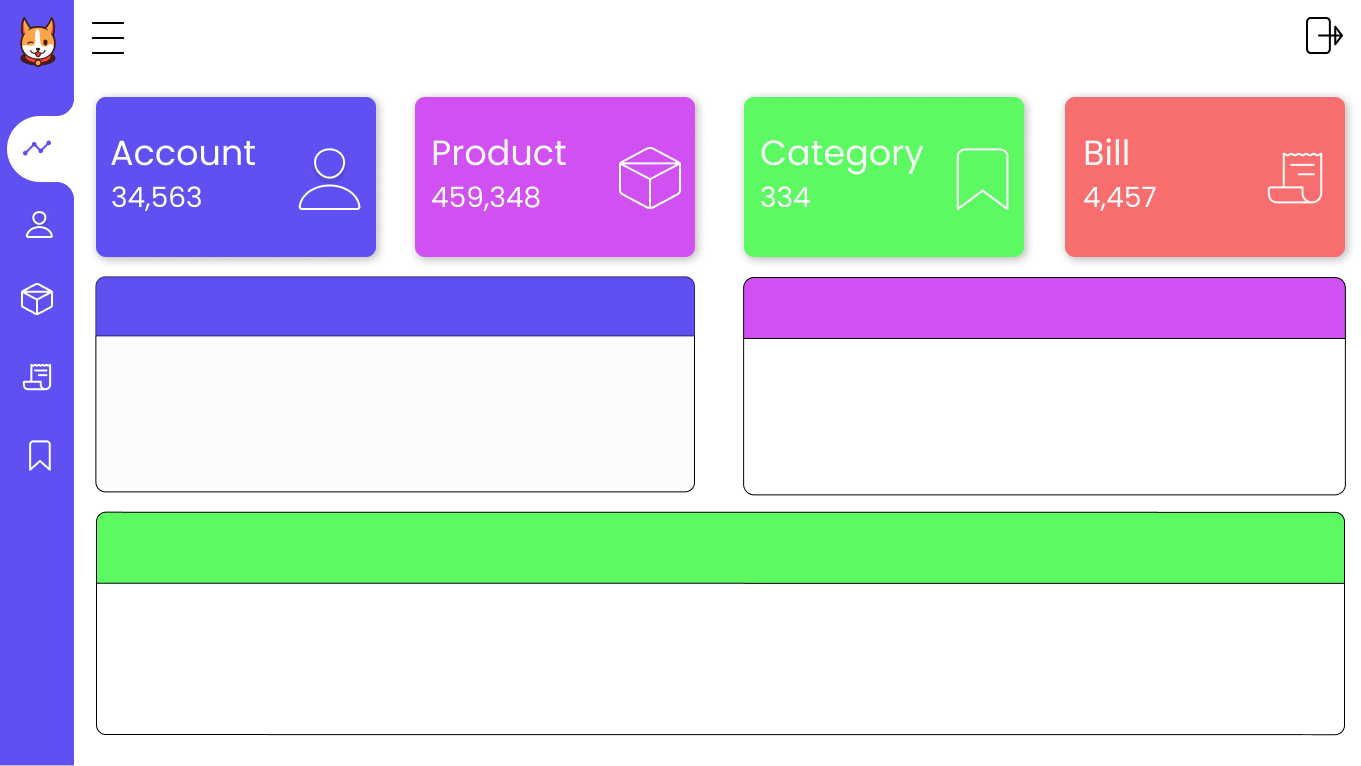 Account
34,563
Product
459,348
Category
334
Bill
4,457